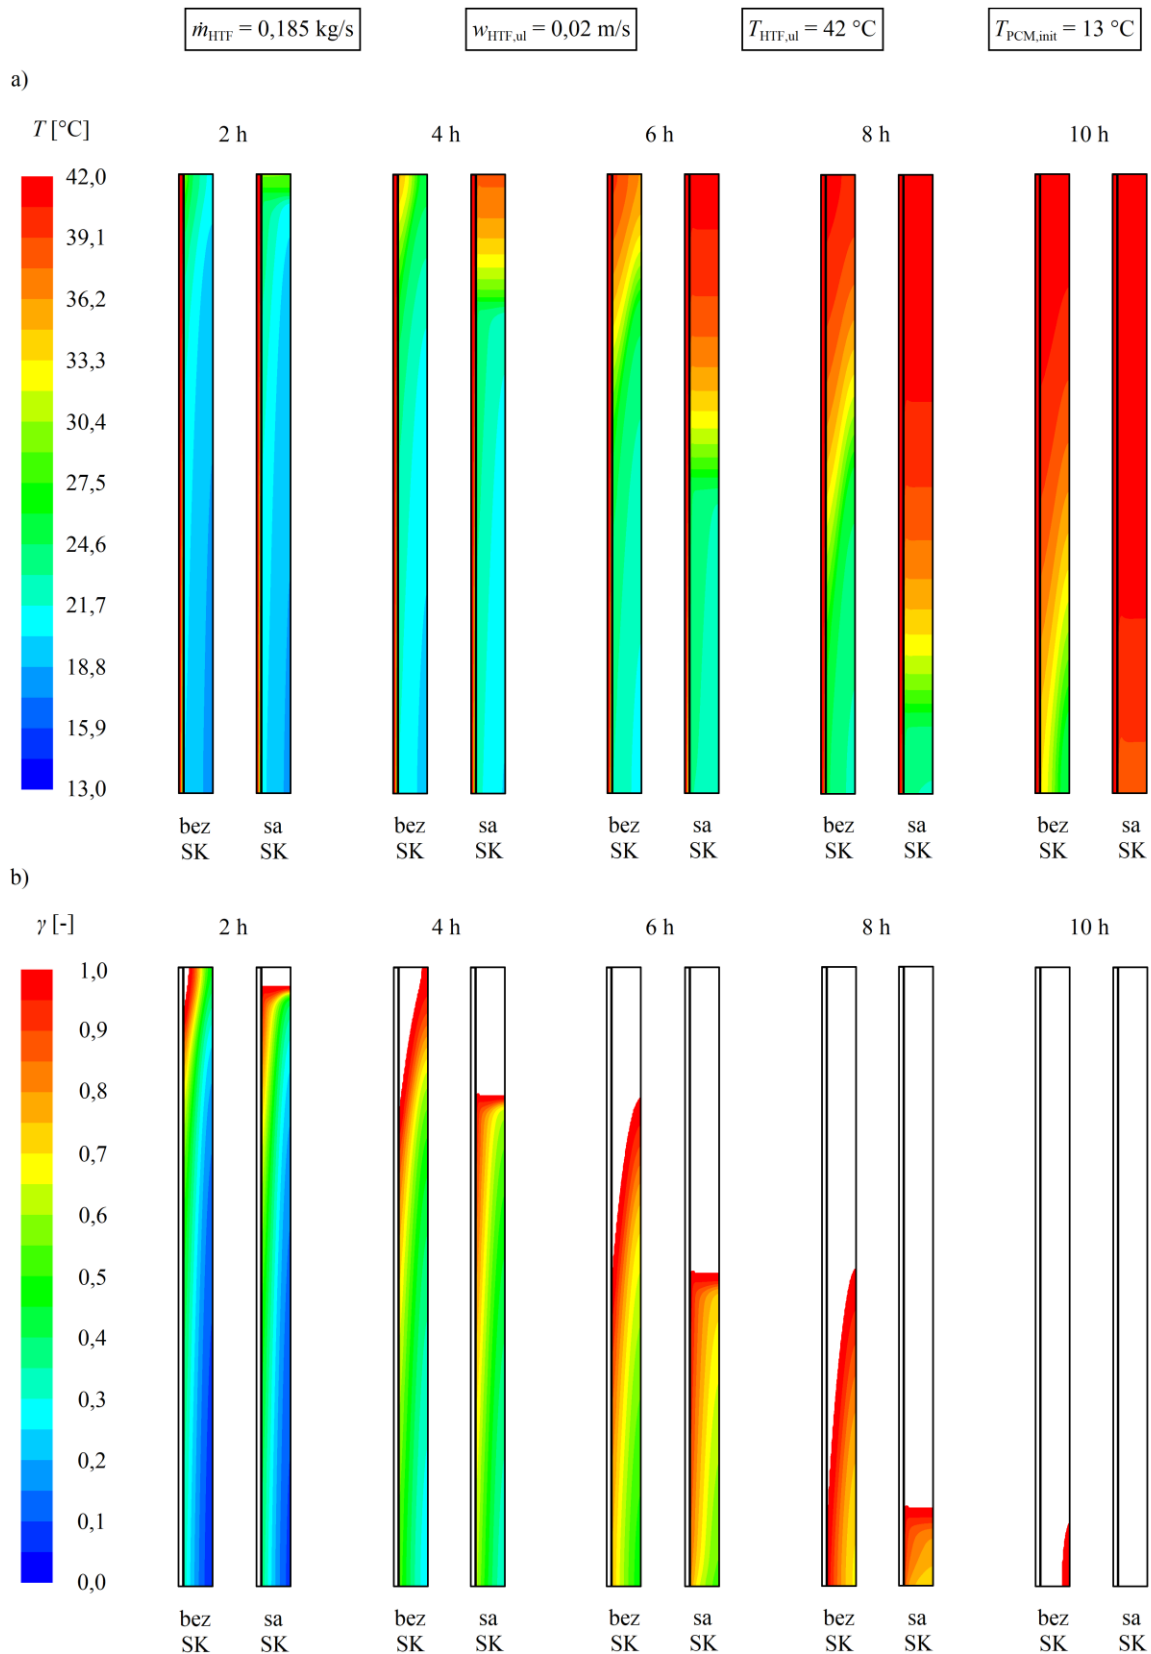 ṁHTF = 0,185 kg/s wHTF,ul = 0,02 m/s THTF,ul = 42 °C TPCM,init = 13 °C
a)
T [°C] 2 h 4 h 6 h 8 h 10 h
42,0
39,1
36,2
33,3
30,4
27,5
24,6
21,7
18,8
15,9
13,0
bez sa bez sa bez sa bez sa bez sa
SK SK SK SK SK SK SK SK SK SK
b)
γ [-] 2 h 4 h 6 h 8 h 10 h
1,0
0,9
0,8
0,7
0,6
0,5
0,4
0,3
0,2
0,1
0,0
bez sa bez sa bez sa bez sa bez sa
SK SK SK SK SK SK SK SK SK SK